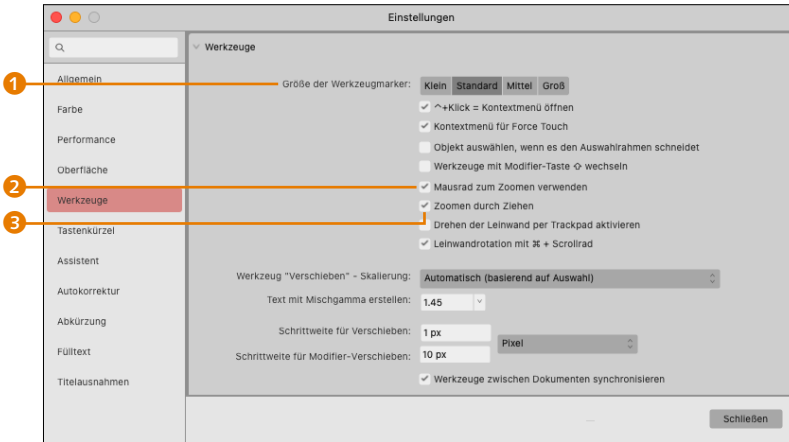 Einstellungen
Werkzeuge
Allgemein
Farbe
Performance
Oberfläche
Werkzeuge
Tastenkürzel
Assistent
Autokorrektur
Abkürzung
Fülltext
Titelausnahmen
1
Größe der Werkzeugmarker: Klein Standard Mittel Groß
^+Klick = Kontextmenü öffnen
Kontextmenü für Force Touch
Objekt auswählen, wenn es den Auswahlrahmen schneidet
Werkzeuge mit Modifier-Taste ⇧ wechseln
2
Mausrad zum Zoomen verwenden
3
Zoomen durch Ziehen
Drehen der Leinwand per Trackpad aktivieren
Leinwandrotation mit ⌘ + Scrollrad
Werkzeug "Verschieben" - Skalierung: Automatisch (basierend auf Auswahl)
Text mit Mischgamma erstellen: 1.45
Schrittweite für Verschieben: 1 px
Pixel
Schrittweite für Modifier-Verschieben: 10 px
Werkzeuge zwischen Dokumenten synchronisieren
Schließen